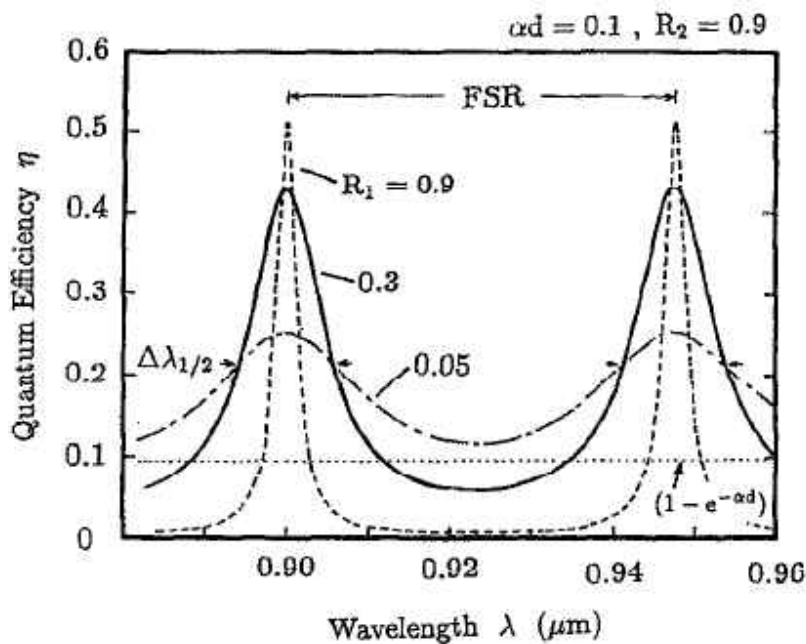 αd = 0.1 , R₂ = 0.9
0.6
FSR
0.5
R₁ = 0.9
0.4
0.3
0.3
Δλ₁/₂
0.05
0.2
0.1
(1 − e^−αd)
0
0.90
0.92
0.94
0.96
Quantum Efficiency η
Wavelength λ (μm)